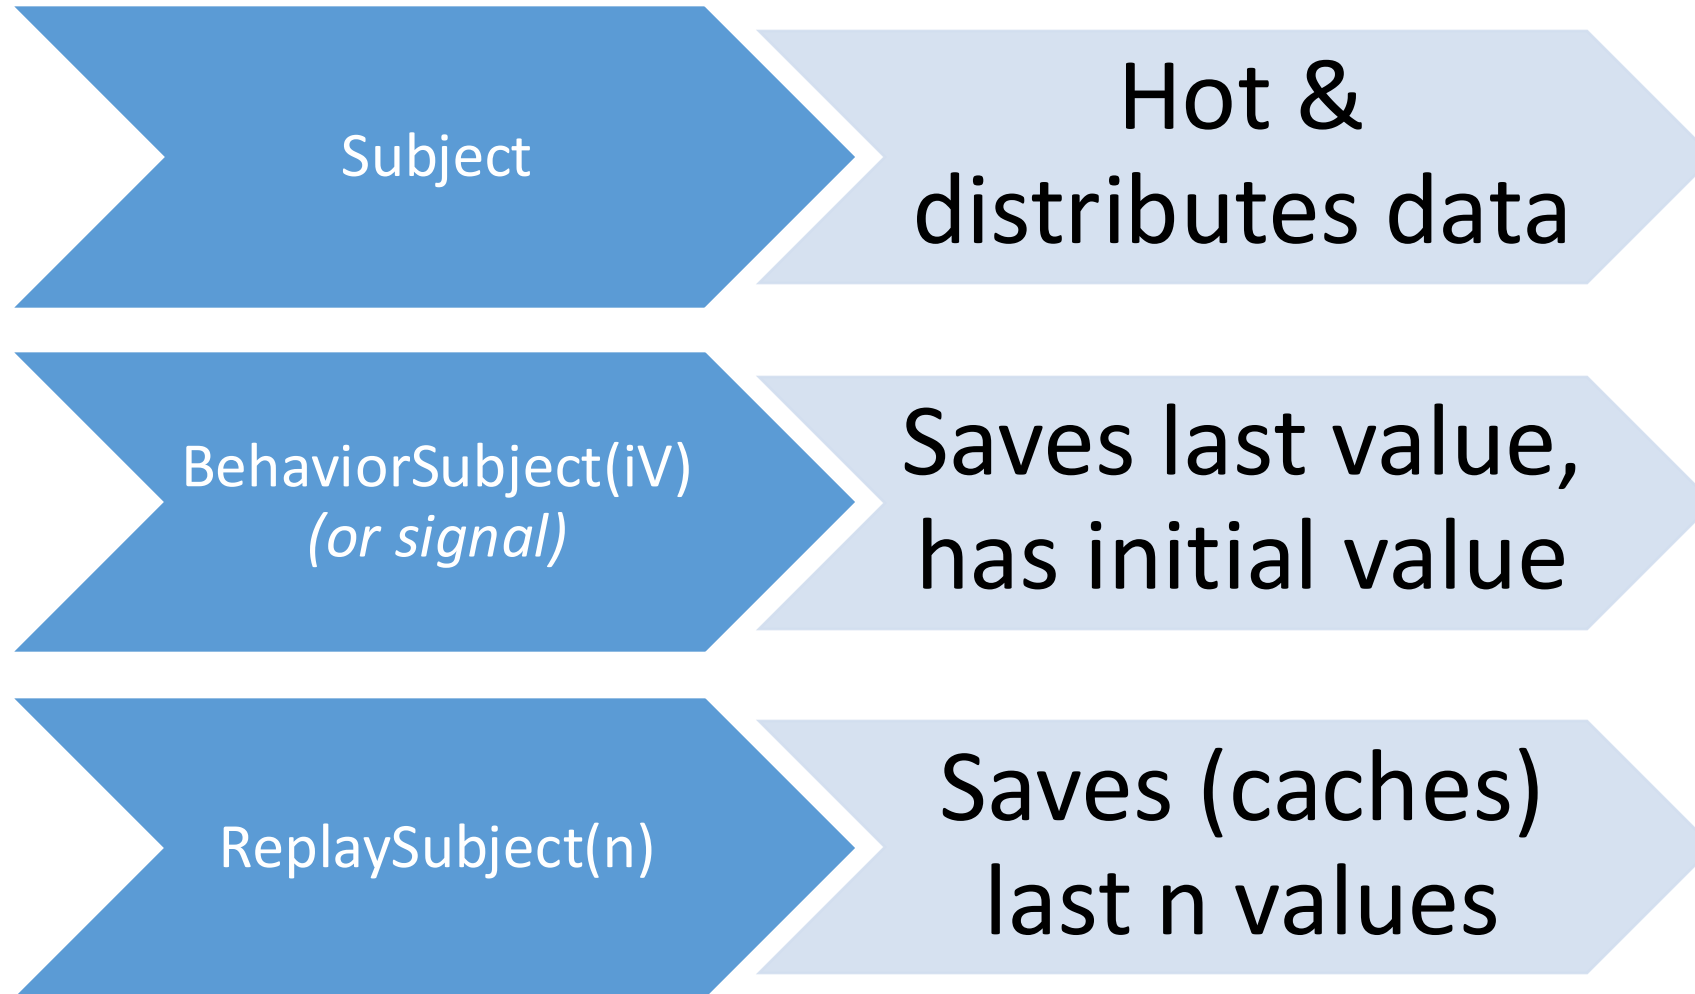 Subject
Hot &
distributes data
BehaviorSubject(iV)
(or signal)
Saves last value,
has initial value
ReplaySubject(n)
Saves (caches)
last n values